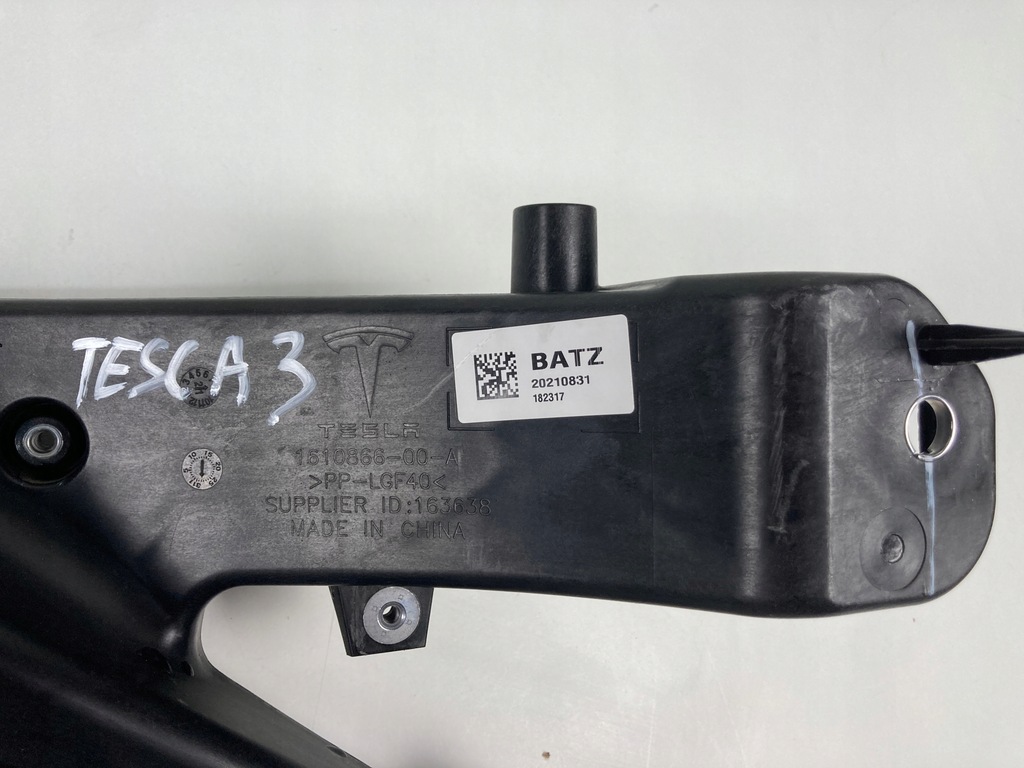 TESCA 3
BATZ
20210831
182317
TESLA
1610866-00-A
>PP-LGF40<
SUPPLIER ID:163638
MADE IN CHINA